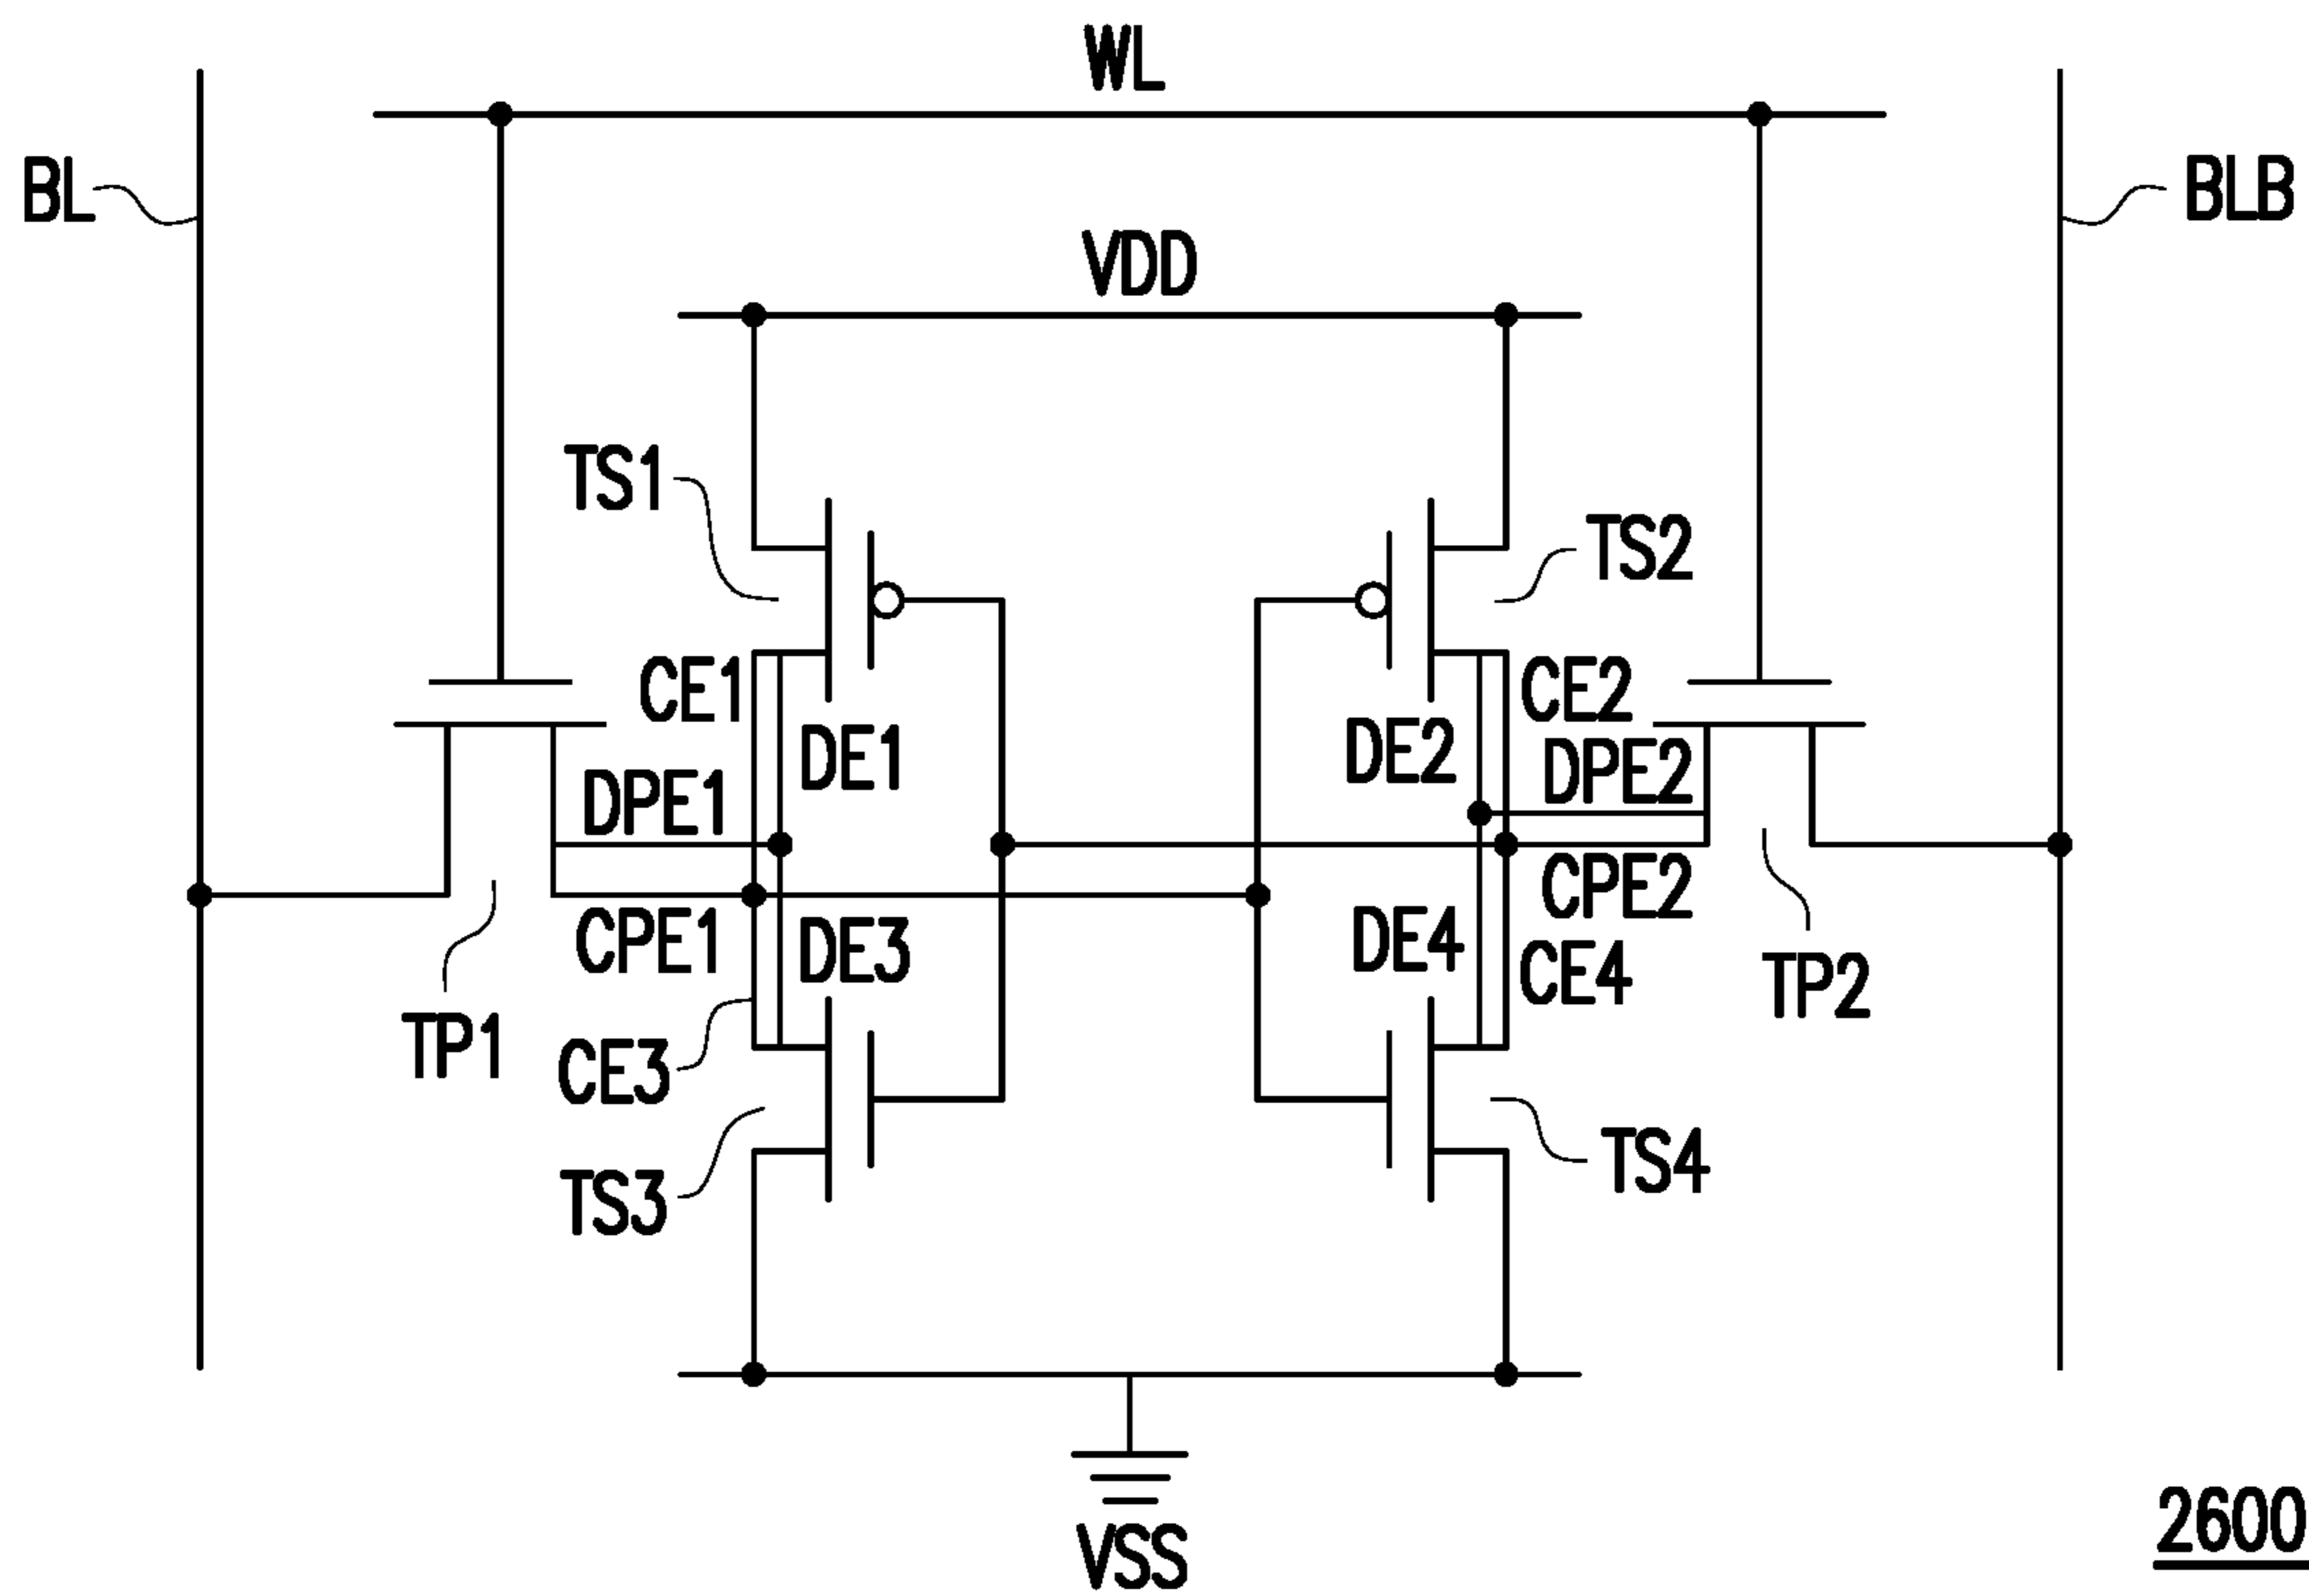 WL
BL
BLB
VDD
TS1
TS2
CE1
CE2
DE1
DE2
DPE1
DPE2
CPE1
CPE2
DE3
DE4
CE4
TP1
TP2
CE3
TS3
TS4
VSS
2600